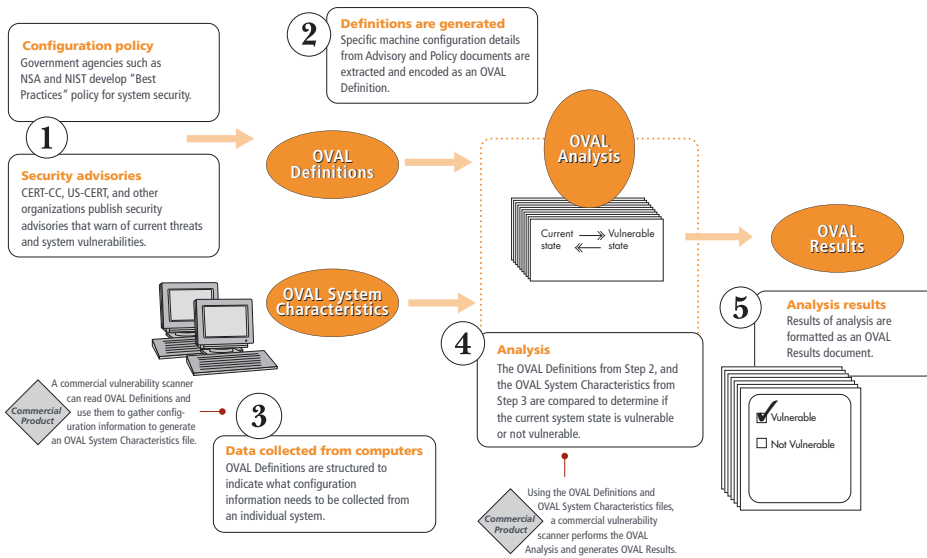 Configuration policy
Government agencies such as
NSA and NIST develop “Best
Practices” policy for system security.
1
Security advisories
CERT-CC, US-CERT, and other
organizations publish security
advisories that warn of current threats
and system vulnerabilities.
2
Definitions are generated
Specific machine configuration details
from Advisory and Policy documents are
extracted and encoded as an OVAL
Definition.
OVAL
Definitions
OVAL System
Characteristics
Commercial
Product
A commercial vulnerability scanner
can read OVAL Definitions and
use them to gather config-
uration information to generate
an OVAL System Characteristics file.
3
Data collected from computers
OVAL Definitions are structured to
indicate what configuration
information needs to be collected from
an individual system.
OVAL
Analysis
Current
state
Vulnerable
state
4
Analysis
The OVAL Definitions from Step 2, and
the OVAL System Characteristics from
Step 3 are compared to determine if
the current system state is vulnerable
or not vulnerable.
Commercial
Product
Using the OVAL Definitions and
OVAL System Characteristics files,
a commercial vulnerability
scanner performs the OVAL
Analysis and generates OVAL Results.
OVAL
Results
5
Analysis results
Results of analysis are
formatted as an OVAL
Results document.
Vulnerable
Not Vulnerable